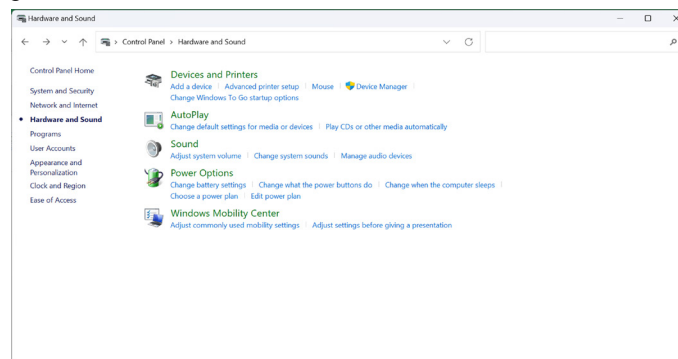 Hardware and Sound
Control Panel > Hardware and Sound
Control Panel Home
System and Security
Network and Internet
Hardware and Sound
Programs
User Accounts
Appearance and
Personalization
Clock and Region
Ease of Access
Devices and Printers
Add a device | Advanced printer setup | Mouse | Device Manager |
Change Windows To Go startup options
AutoPlay
Change default settings for media or devices | Play CDs or other media automatically
Sound
Adjust system volume | Change system sounds | Manage audio devices
Power Options
Change battery settings | Change what the power buttons do | Change when the computer sleeps |
Choose a power plan | Edit power plan
Windows Mobility Center
Adjust commonly used mobility settings | Adjust settings before giving a presentation